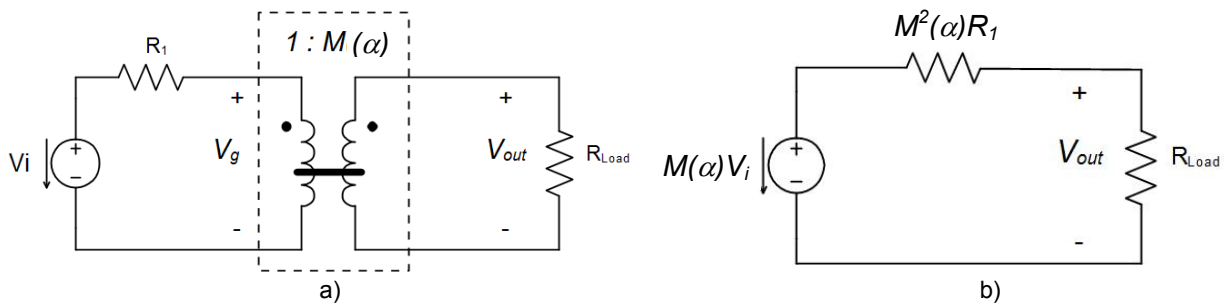 1 : M (α)
R1
+
+
Vi
+
−
Vg
Vout
RLoad
-
-
a)
M²(α)R1
+
M(α)Vi
+
−
Vout
RLoad
-
b)